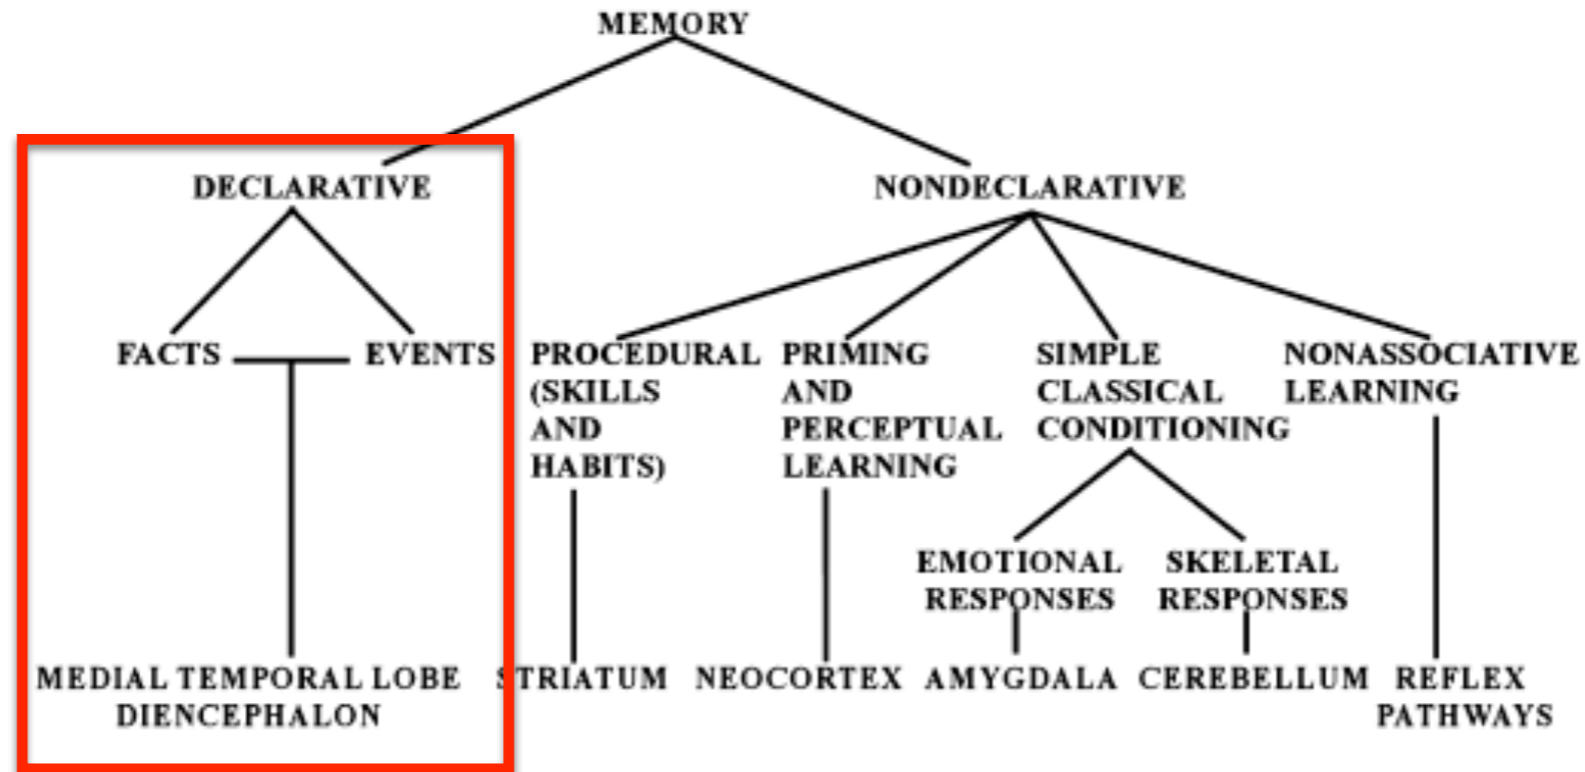 MEMORY
DECLARATIVE
NONDECLARATIVE
FACTS
EVENTS
PROCEDURAL
(SKILLS
AND
HABITS)
PRIMING
AND
PERCEPTUAL
LEARNING
SIMPLE
CLASSICAL
CONDITIONING
NONASSOCIATIVE
LEARNING
EMOTIONAL
RESPONSES
SKELETAL
RESPONSES
MEDIAL TEMPORAL LOBE
DIENCEPHALON
STRIATUM
NEOCORTEX
AMYGDALA
CEREBELLUM
REFLEX
PATHWAYS